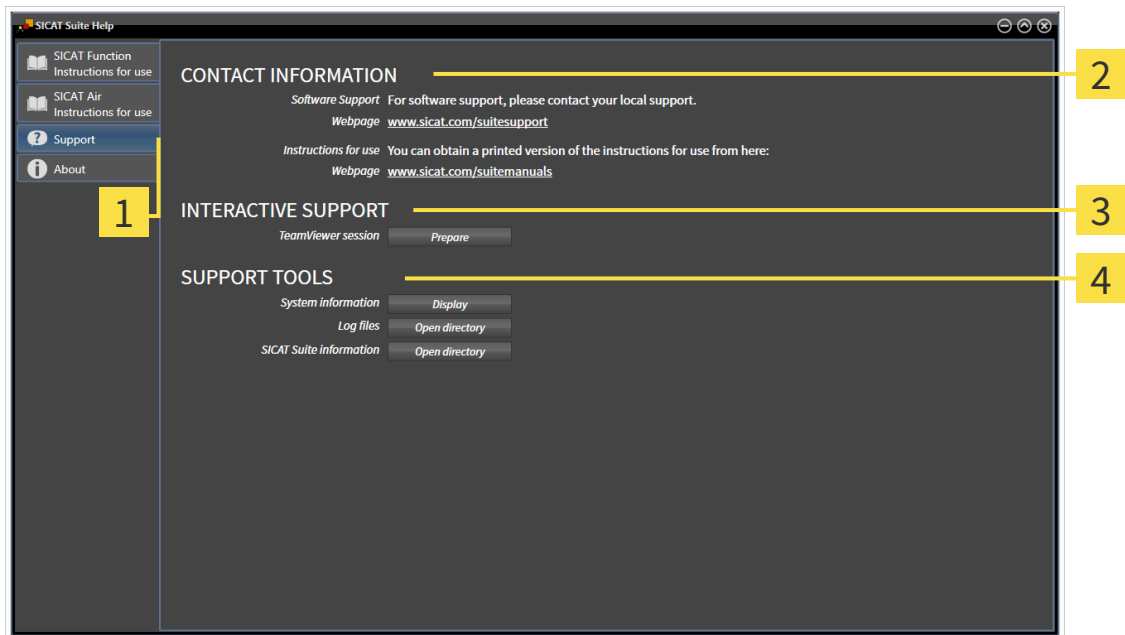 SICAT Suite Help
SICAT Function
Instructions for use
SICAT Air
Instructions for use
Support
About
1
CONTACT INFORMATION
2
Software Support For software support, please contact your local support.
Webpage www.sicat.com/suitesupport
Instructions for use You can obtain a printed version of the instructions for use from here:
Webpage www.sicat.com/suitemanuals
INTERACTIVE SUPPORT
3
TeamViewer session Prepare
SUPPORT TOOLS
4
System information Display
Log files Open directory
SICAT Suite information Open directory